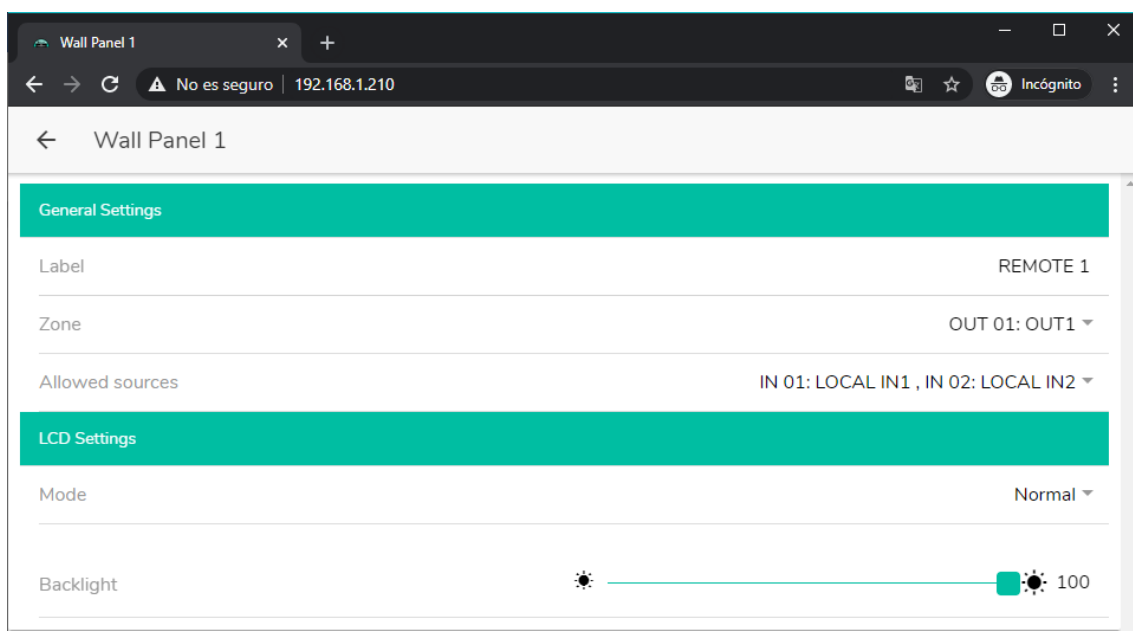 Wall Panel 1
No es seguro 192.168.1.210 Incógnito
Wall Panel 1
General Settings
Label REMOTE 1
Zone OUT 01: OUT1
Allowed sources IN 01: LOCAL IN1 , IN 02: LOCAL IN2
LCD Settings
Mode Normal
Backlight 100